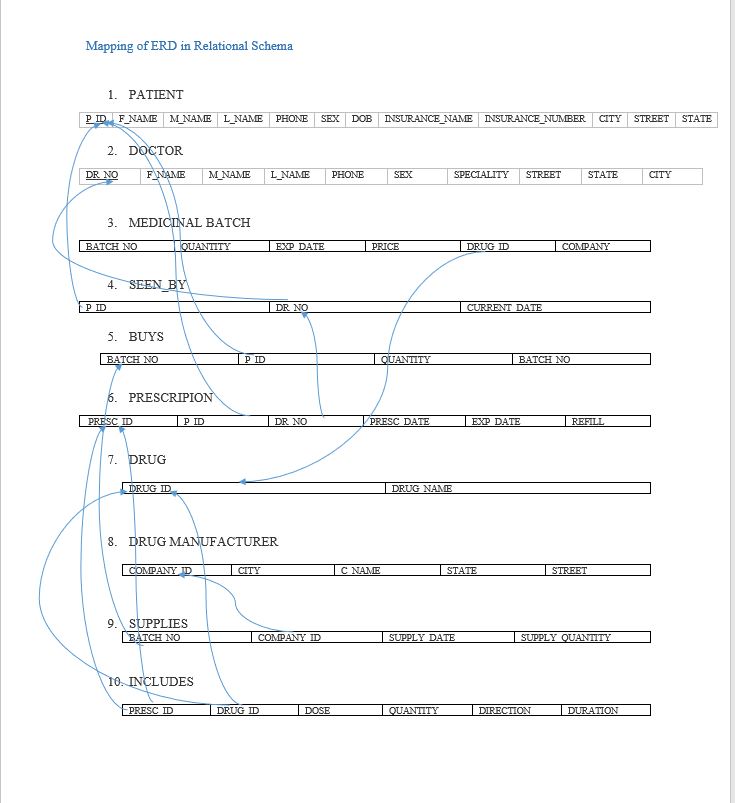 Mapping of ERD in Relational Schema
1. PATIENT
P_ID F_NAME M_NAME L_NAME PHONE SEX DOB INSURANCE_NAME INSURANCE_NUMBER CITY STREET STATE
2. DOCTOR
DR_NO F_NAME M_NAME L_NAME PHONE SEX SPECIALITY STREET STATE CITY
3. MEDICINAL BATCH
BATCH NO QUANTITY EXP DATE PRICE DRUG ID COMPANY
4. SEEN_BY
P ID DR NO CURRENT DATE
5. BUYS
BATCH NO P ID QUANTITY BATCH NO
6. PRESCRIPION
PRESC ID P ID DR NO PRESC DATE EXP DATE REFILL
7. DRUG
DRUG ID DRUG NAME
8. DRUG MANUFACTURER
COMPANY ID CITY C NAME STATE STREET
9. SUPPLIES
BATCH NO COMPANY ID SUPPLY DATE SUPPLY QUANTITY
10. INCLUDES
PRESC ID DRUG ID DOSE QUANTITY DIRECTION DURATION